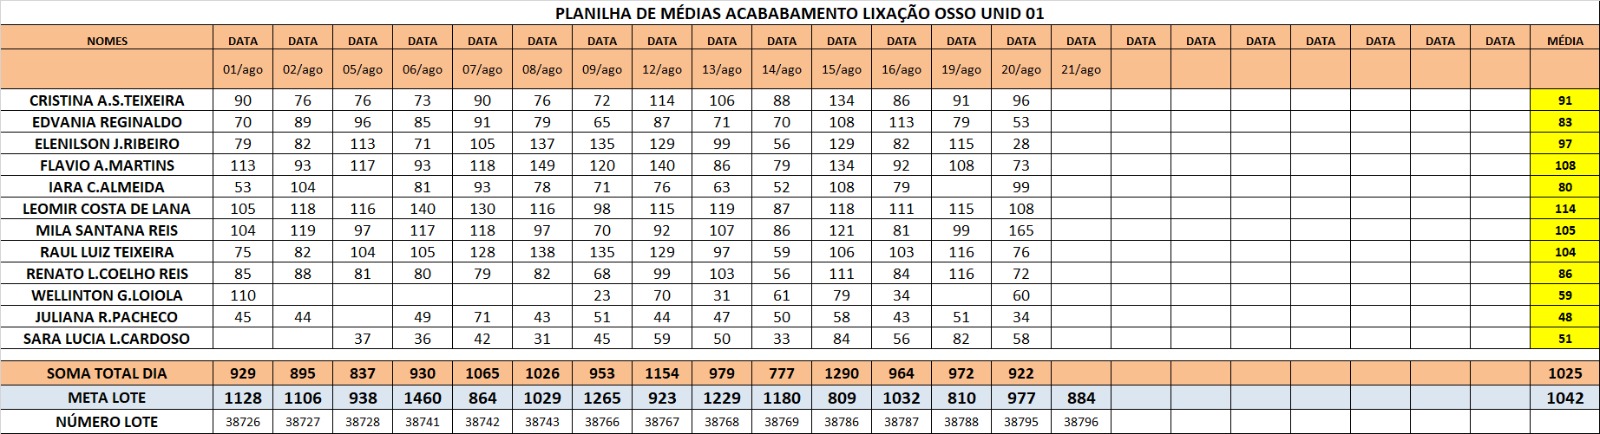 PLANILHA DE MÉDIAS ACABABAMENTO LIXAÇÃO OSSO UNID 01
NOMES DATA DATA DATA DATA DATA DATA DATA DATA DATA DATA DATA DATA DATA DATA DATA DATA DATA DATA DATA DATA DATA DATA MÉDIA
01/ago 02/ago 05/ago 06/ago 07/ago 08/ago 09/ago 12/ago 13/ago 14/ago 15/ago 16/ago 19/ago 20/ago 21/ago
CRISTINA A.S.TEIXEIRA 90 76 76 73 90 76 72 114 106 88 134 86 91 96 91
EDVANIA REGINALDO 70 89 96 85 91 79 65 87 71 70 108 113 79 53 83
ELENILSON J.RIBEIRO 79 82 113 71 105 137 135 129 99 56 129 82 115 28 97
FLAVIO A.MARTINS 113 93 117 93 118 149 120 140 86 79 134 92 108 73 108
IARA C.ALMEIDA 53 104 81 93 78 71 76 63 52 108 79 99 80
LEOMIR COSTA DE LANA 105 118 116 140 130 116 98 115 119 87 118 111 115 108 114
MILA SANTANA REIS 104 119 97 117 118 97 70 92 107 86 121 81 99 165 105
RAUL LUIZ TEIXEIRA 75 82 104 105 128 138 135 129 97 59 106 103 116 76 104
RENATO L.COELHO REIS 85 88 81 80 79 82 68 99 103 56 111 84 116 72 86
WELLINTON G.LOIOLA 110 23 70 31 61 79 34 60 59
JULIANA R.PACHECO 45 44 49 71 43 51 44 47 50 58 43 51 34 48
SARA LUCIA L.CARDOSO 37 36 42 31 45 59 50 33 84 56 82 58 51
SOMA TOTAL DIA 929 895 837 930 1065 1026 953 1154 979 777 1290 964 972 922 1025
META LOTE 1128 1106 938 1460 864 1029 1265 923 1229 1180 809 1032 810 977 884 1042
NÚMERO LOTE 38726 38727 38728 38741 38742 38743 38766 38767 38768 38769 38786 38787 38788 38795 38796